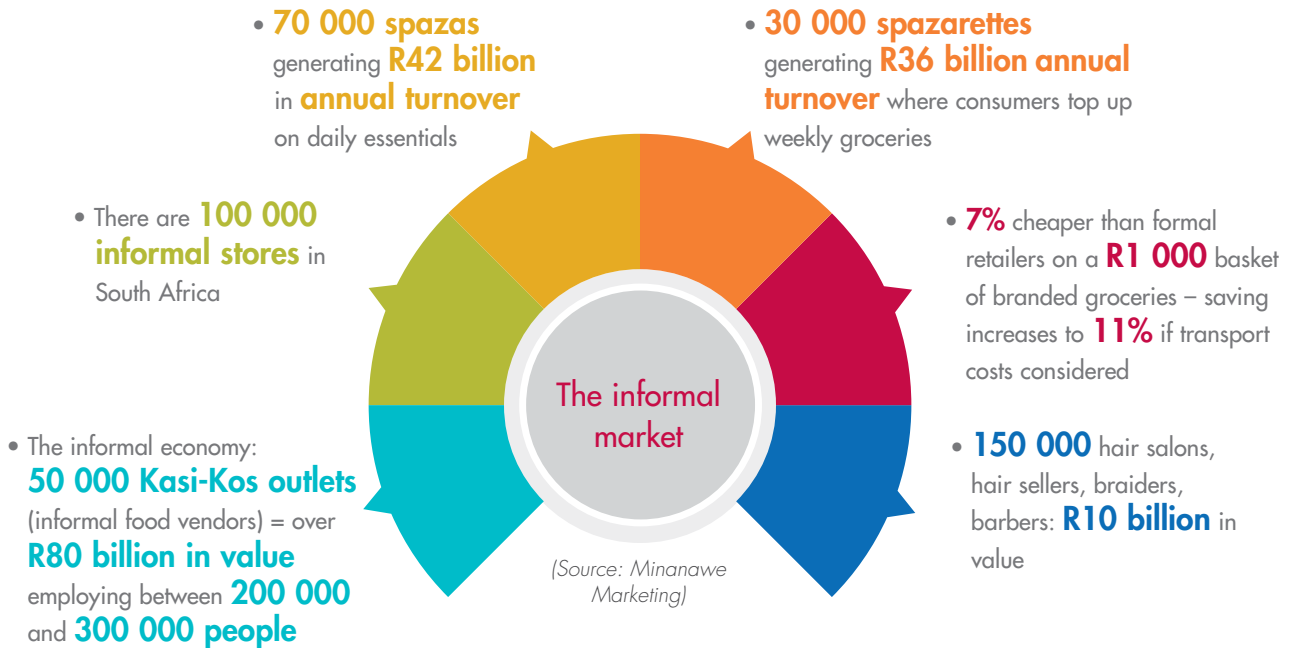 • 70 000 spazas
generating R42 billion
in annual turnover
on daily essentials
• 30 000 spazarettes
generating R36 billion annual
turnover where consumers top up
weekly groceries
• There are 100 000
informal stores in
South Africa
• 7% cheaper than formal
retailers on a R1 000 basket
of branded groceries – saving
increases to 11% if transport
costs considered
The informal
market
• The informal economy:
50 000 Kasi-Kos outlets
(informal food vendors) = over
R80 billion in value
employing between 200 000
and 300 000 people
• 150 000 hair salons,
hair sellers, braiders,
barbers: R10 billion in
value
(Source: Minanawe
Marketing)